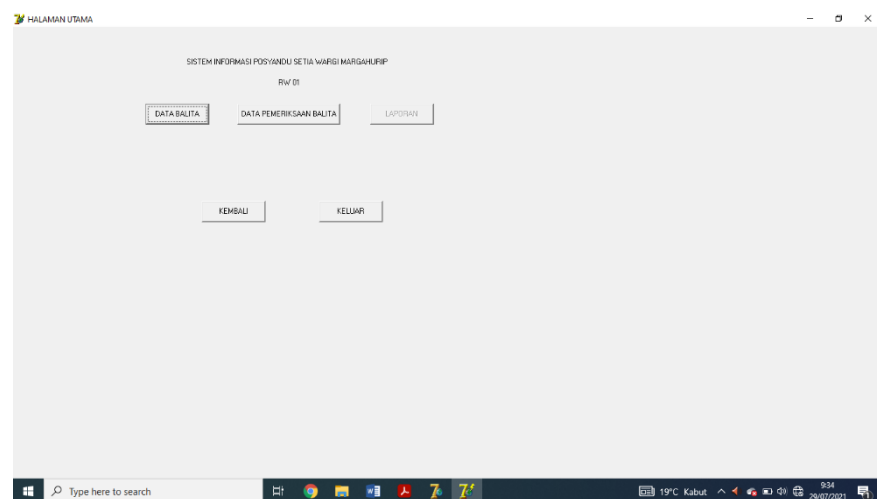 HALAMAN UTAMA
SISTEM INFORMASI POSYANDU SETIA WARGI MARGAHURIP
RW 01
DATA BALITA DATA PEMERIKSAAN BALITA LAPORAN
KEMBALI KELUAR
Type here to search 19°C Kabut 9:34
29/07/2021